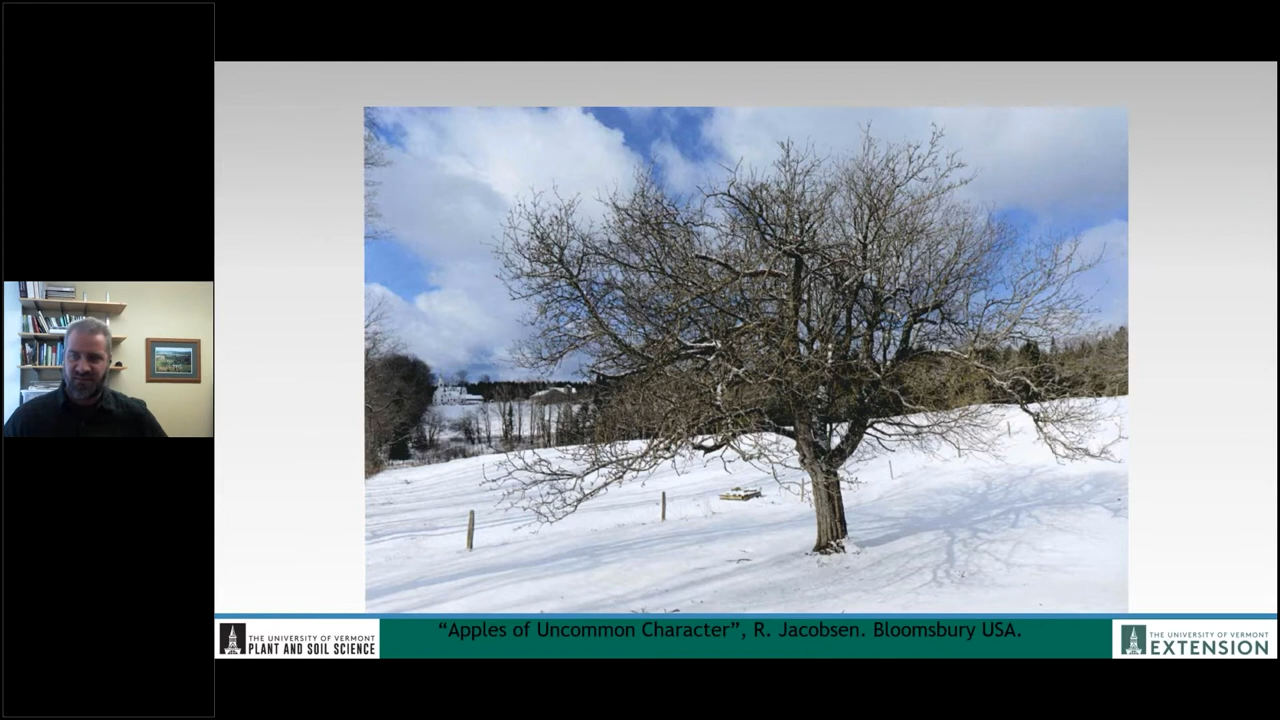 "Apples of Uncommon Character", R. Jacobsen. Bloomsbury USA.
THE UNIVERSITY OF VERMONT
PLANT AND SOIL SCIENCE
THE UNIVERSITY OF VERMONT
EXTENSION